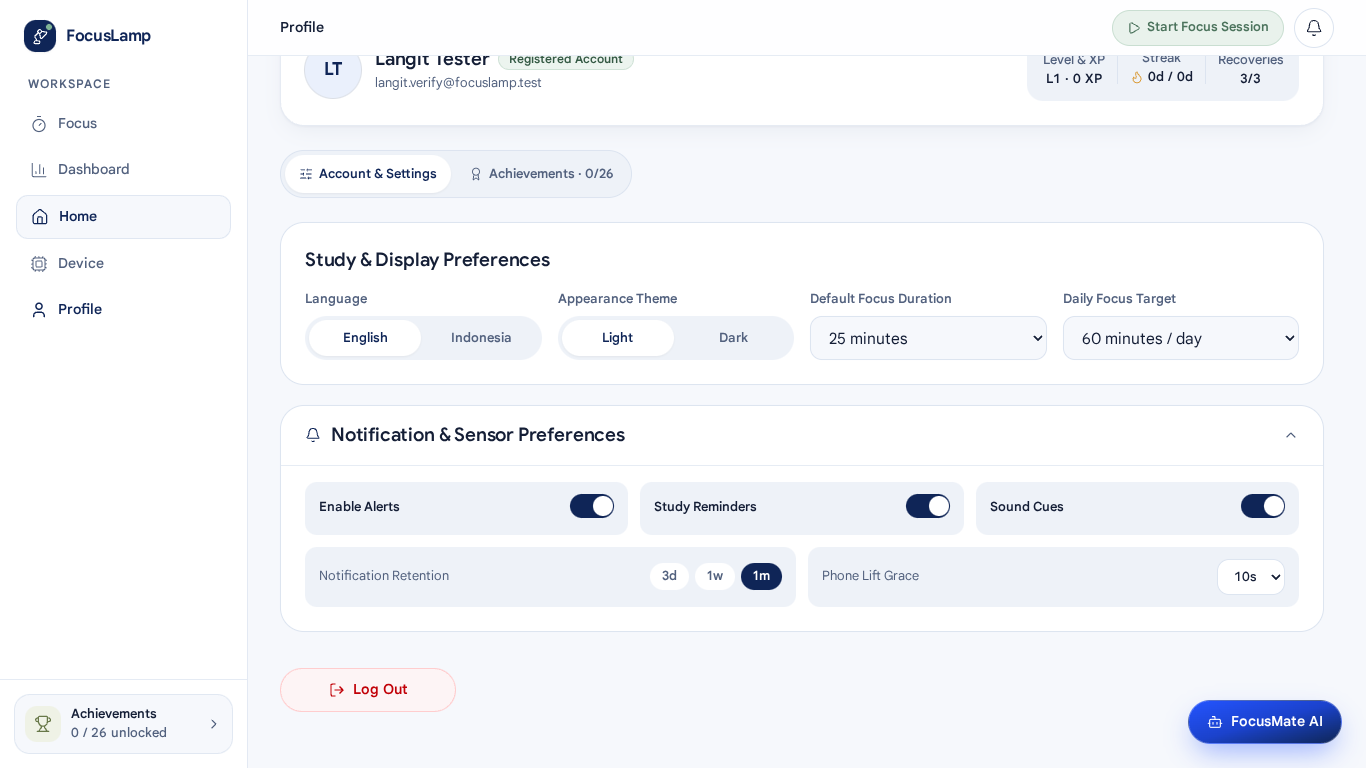 FocusLamp
WORKSPACE
Focus
Dashboard
Home
Device
Profile
Achievements
0 / 26 unlocked
Profile
Start Focus Session
LT
Langit Tester
Registered Account
langit.verify@focuslamp.test
Level & XP
L1 · 0 XP
Streak
0d / 0d
Recoveries
3/3
Account & Settings
Achievements · 0/26
Study & Display Preferences
Language
English
Indonesia
Appearance Theme
Light
Dark
Default Focus Duration
25 minutes
Daily Focus Target
60 minutes / day
Notification & Sensor Preferences
Enable Alerts
Study Reminders
Sound Cues
Notification Retention
3d
1w
1m
Phone Lift Grace
10s
Log Out
FocusMate AI